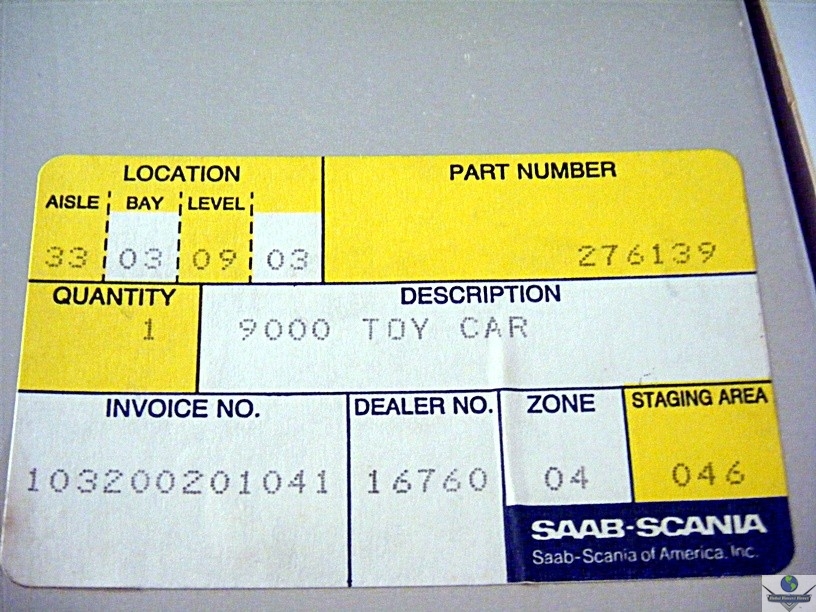 LOCATION
PART NUMBER
AISLE BAY LEVEL
33 03 09 03
276139
QUANTITY
DESCRIPTION
1
9000 TOY CAR
INVOICE NO.
DEALER NO.
ZONE
STAGING AREA
103200201041
16760
04
046
SAAB-SCANIA
Saab-Scania of America, Inc.